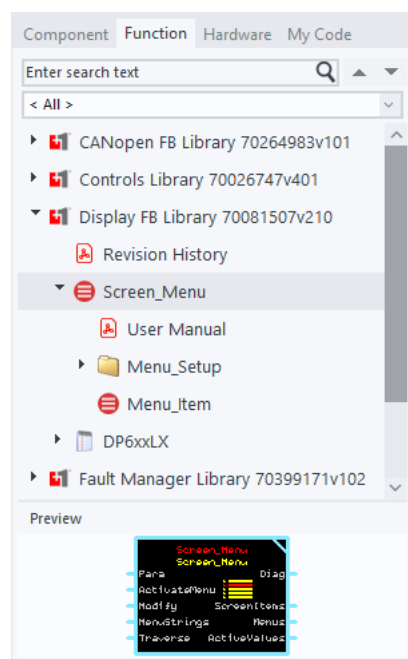 Component Function Hardware My Code
Enter search text
< All >
CANopen FB Library 70264983v101
Controls Library 70026747v401
Display FB Library 70081507v210
Revision History
Screen_Menu
User Manual
Menu_Setup
Menu_Item
DP6xxLX
Fault Manager Library 70399171v102
Preview
Screen_Menu
Screen_Menu
Para Diag
ActivateMenu
Modify ScreenItems
MenuStrings Menus
Traverse ActiveValues